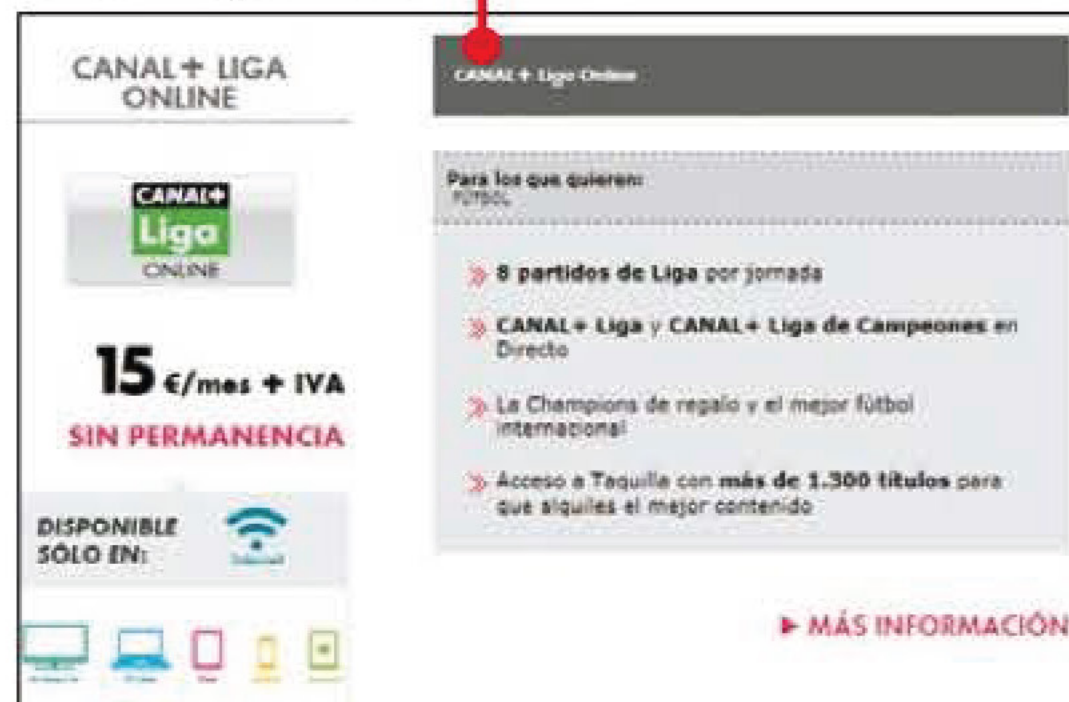 CANAL+ LIGA
ONLINE
CANAL+
Liga
ONLINE
15 €/mes + IVA
SIN PERMANENCIA
DISPONIBLE
SÓLO EN:
Internet
CANAL+ Liga Online
Para los que quieren:
FÚTBOL
8 partidos de Liga por jornada
CANAL+ Liga y CANAL+ Liga de Campeones en
Directo
La Champions de regalo y el mejor fútbol
internacional
Acceso a Taquilla con más de 1.300 títulos para
que alquiles el mejor contenido
MÁS INFORMACIÓN